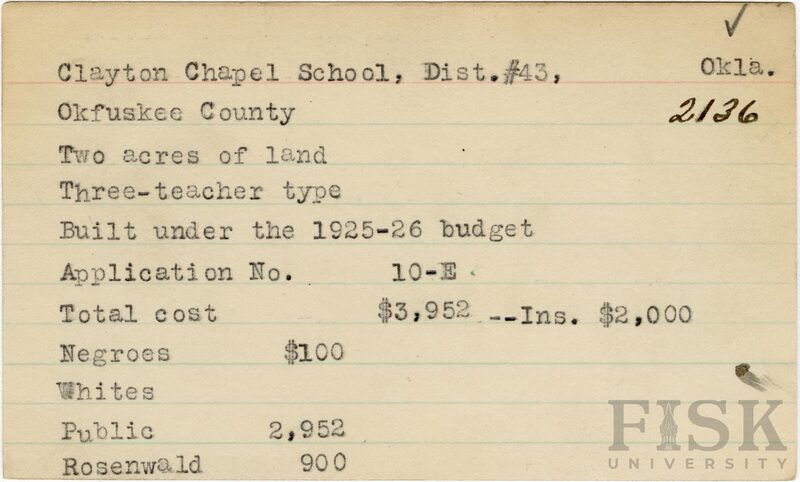 ✓
Clayton Chapel School, Dist.#43, Okla.
Okfuskee County 2136
Two acres of land
Three-teacher type
Built under the 1925-26 budget
Application No. 10-E
Total cost $3,952 --Ins. $2,000
Negroes $100
Whites
Public 2,952
Rosenwald 900
FISK
UNIVERSITY